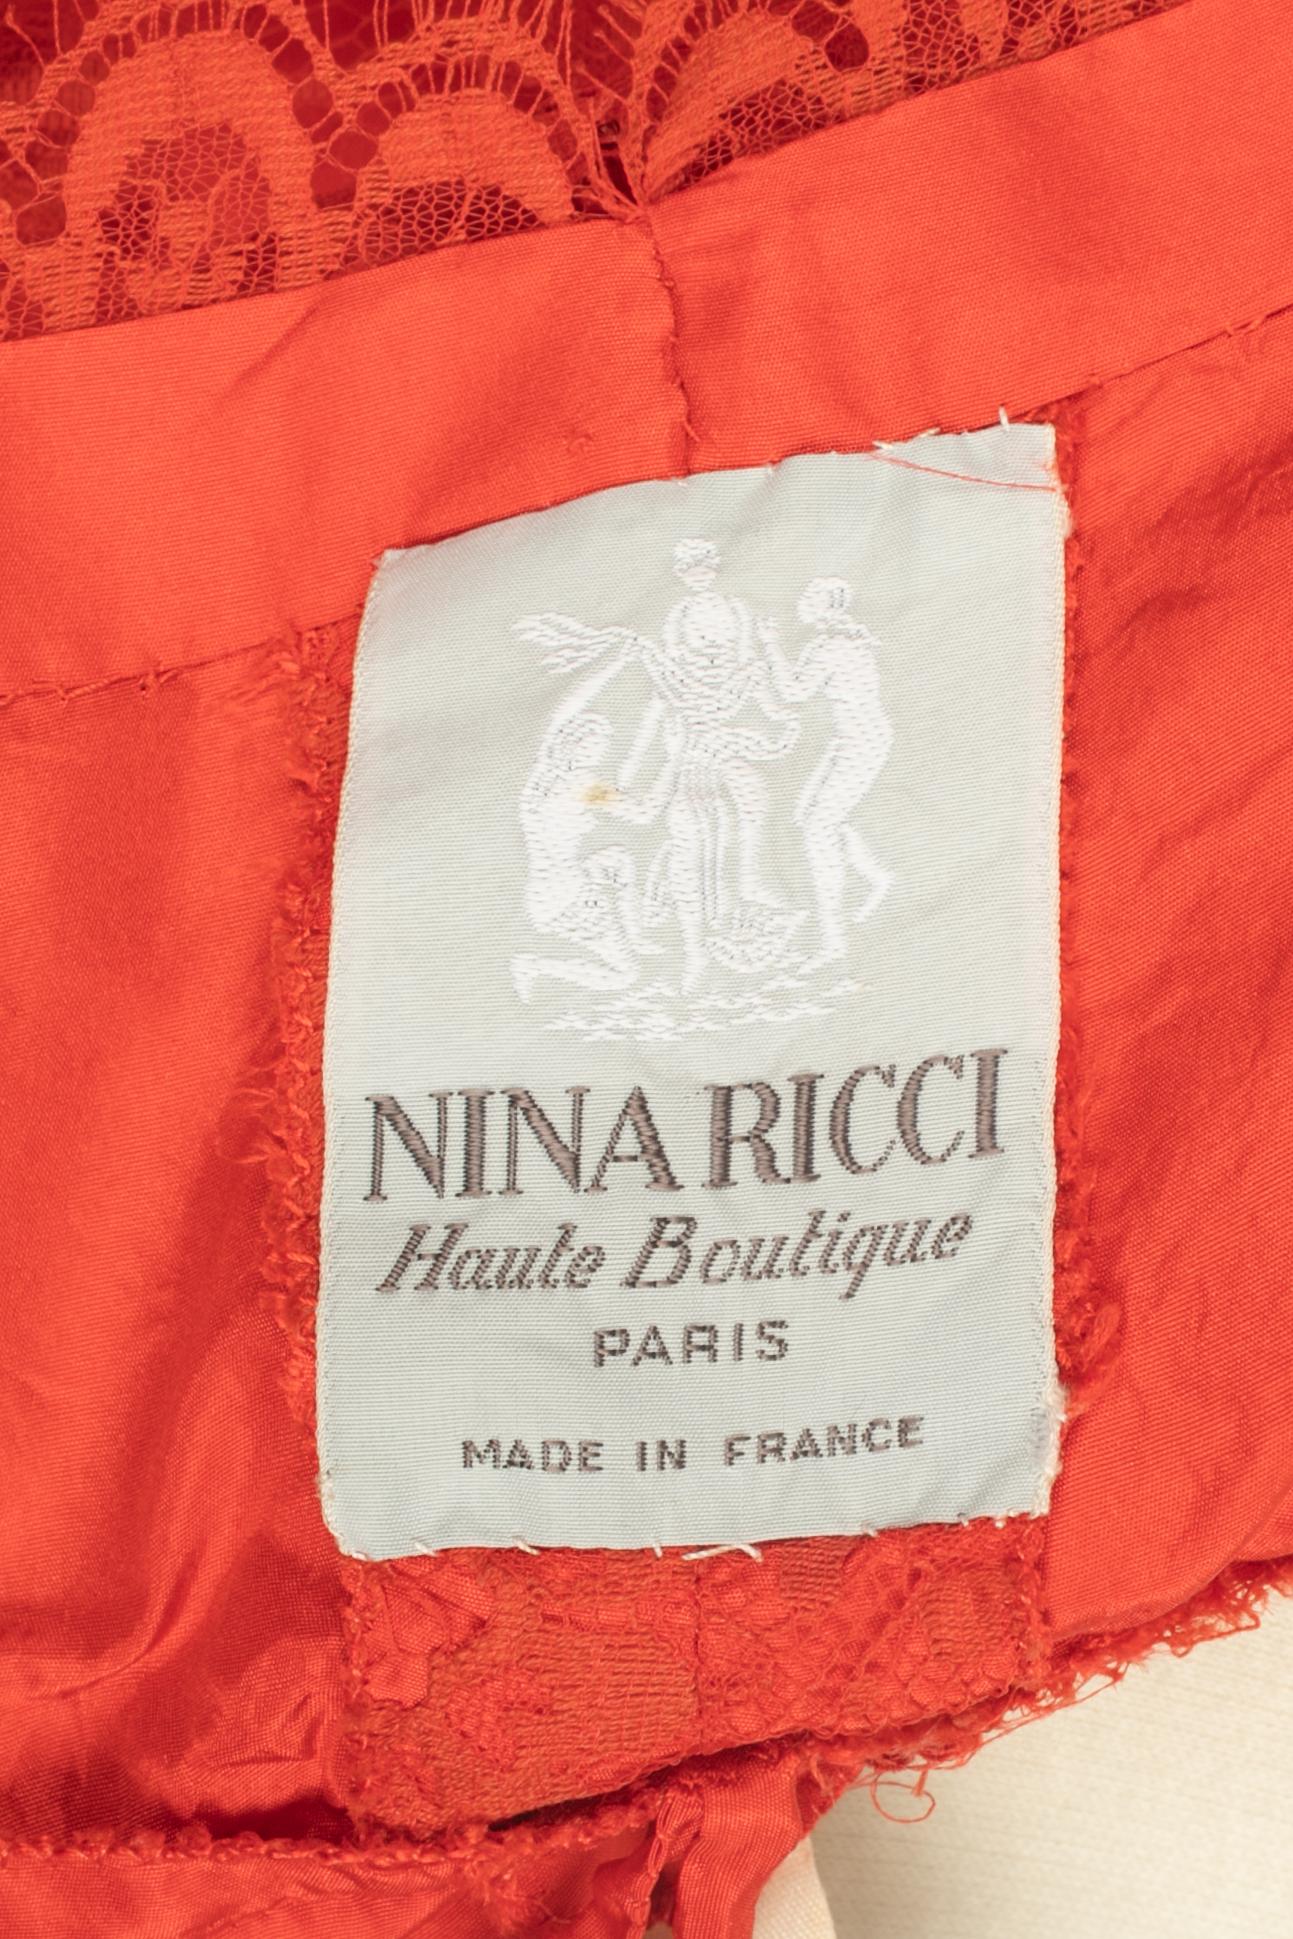 NINA RICCI
Haute Boutique
PARIS
MADE IN FRANCE